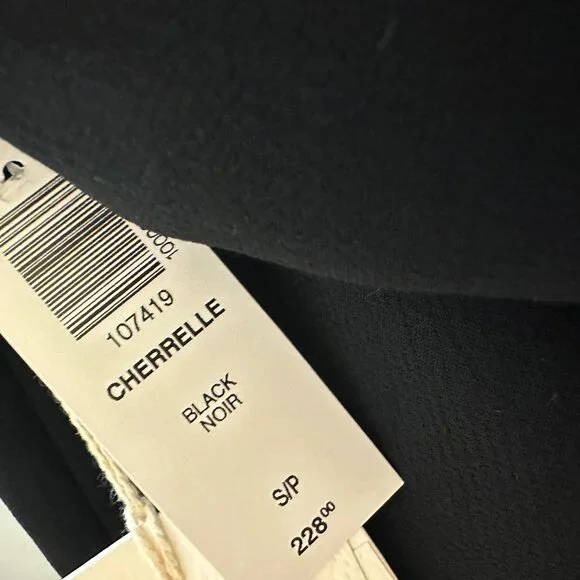 107419
CHERRELLE
BLACK
NOIR
S/P
228⁰⁰